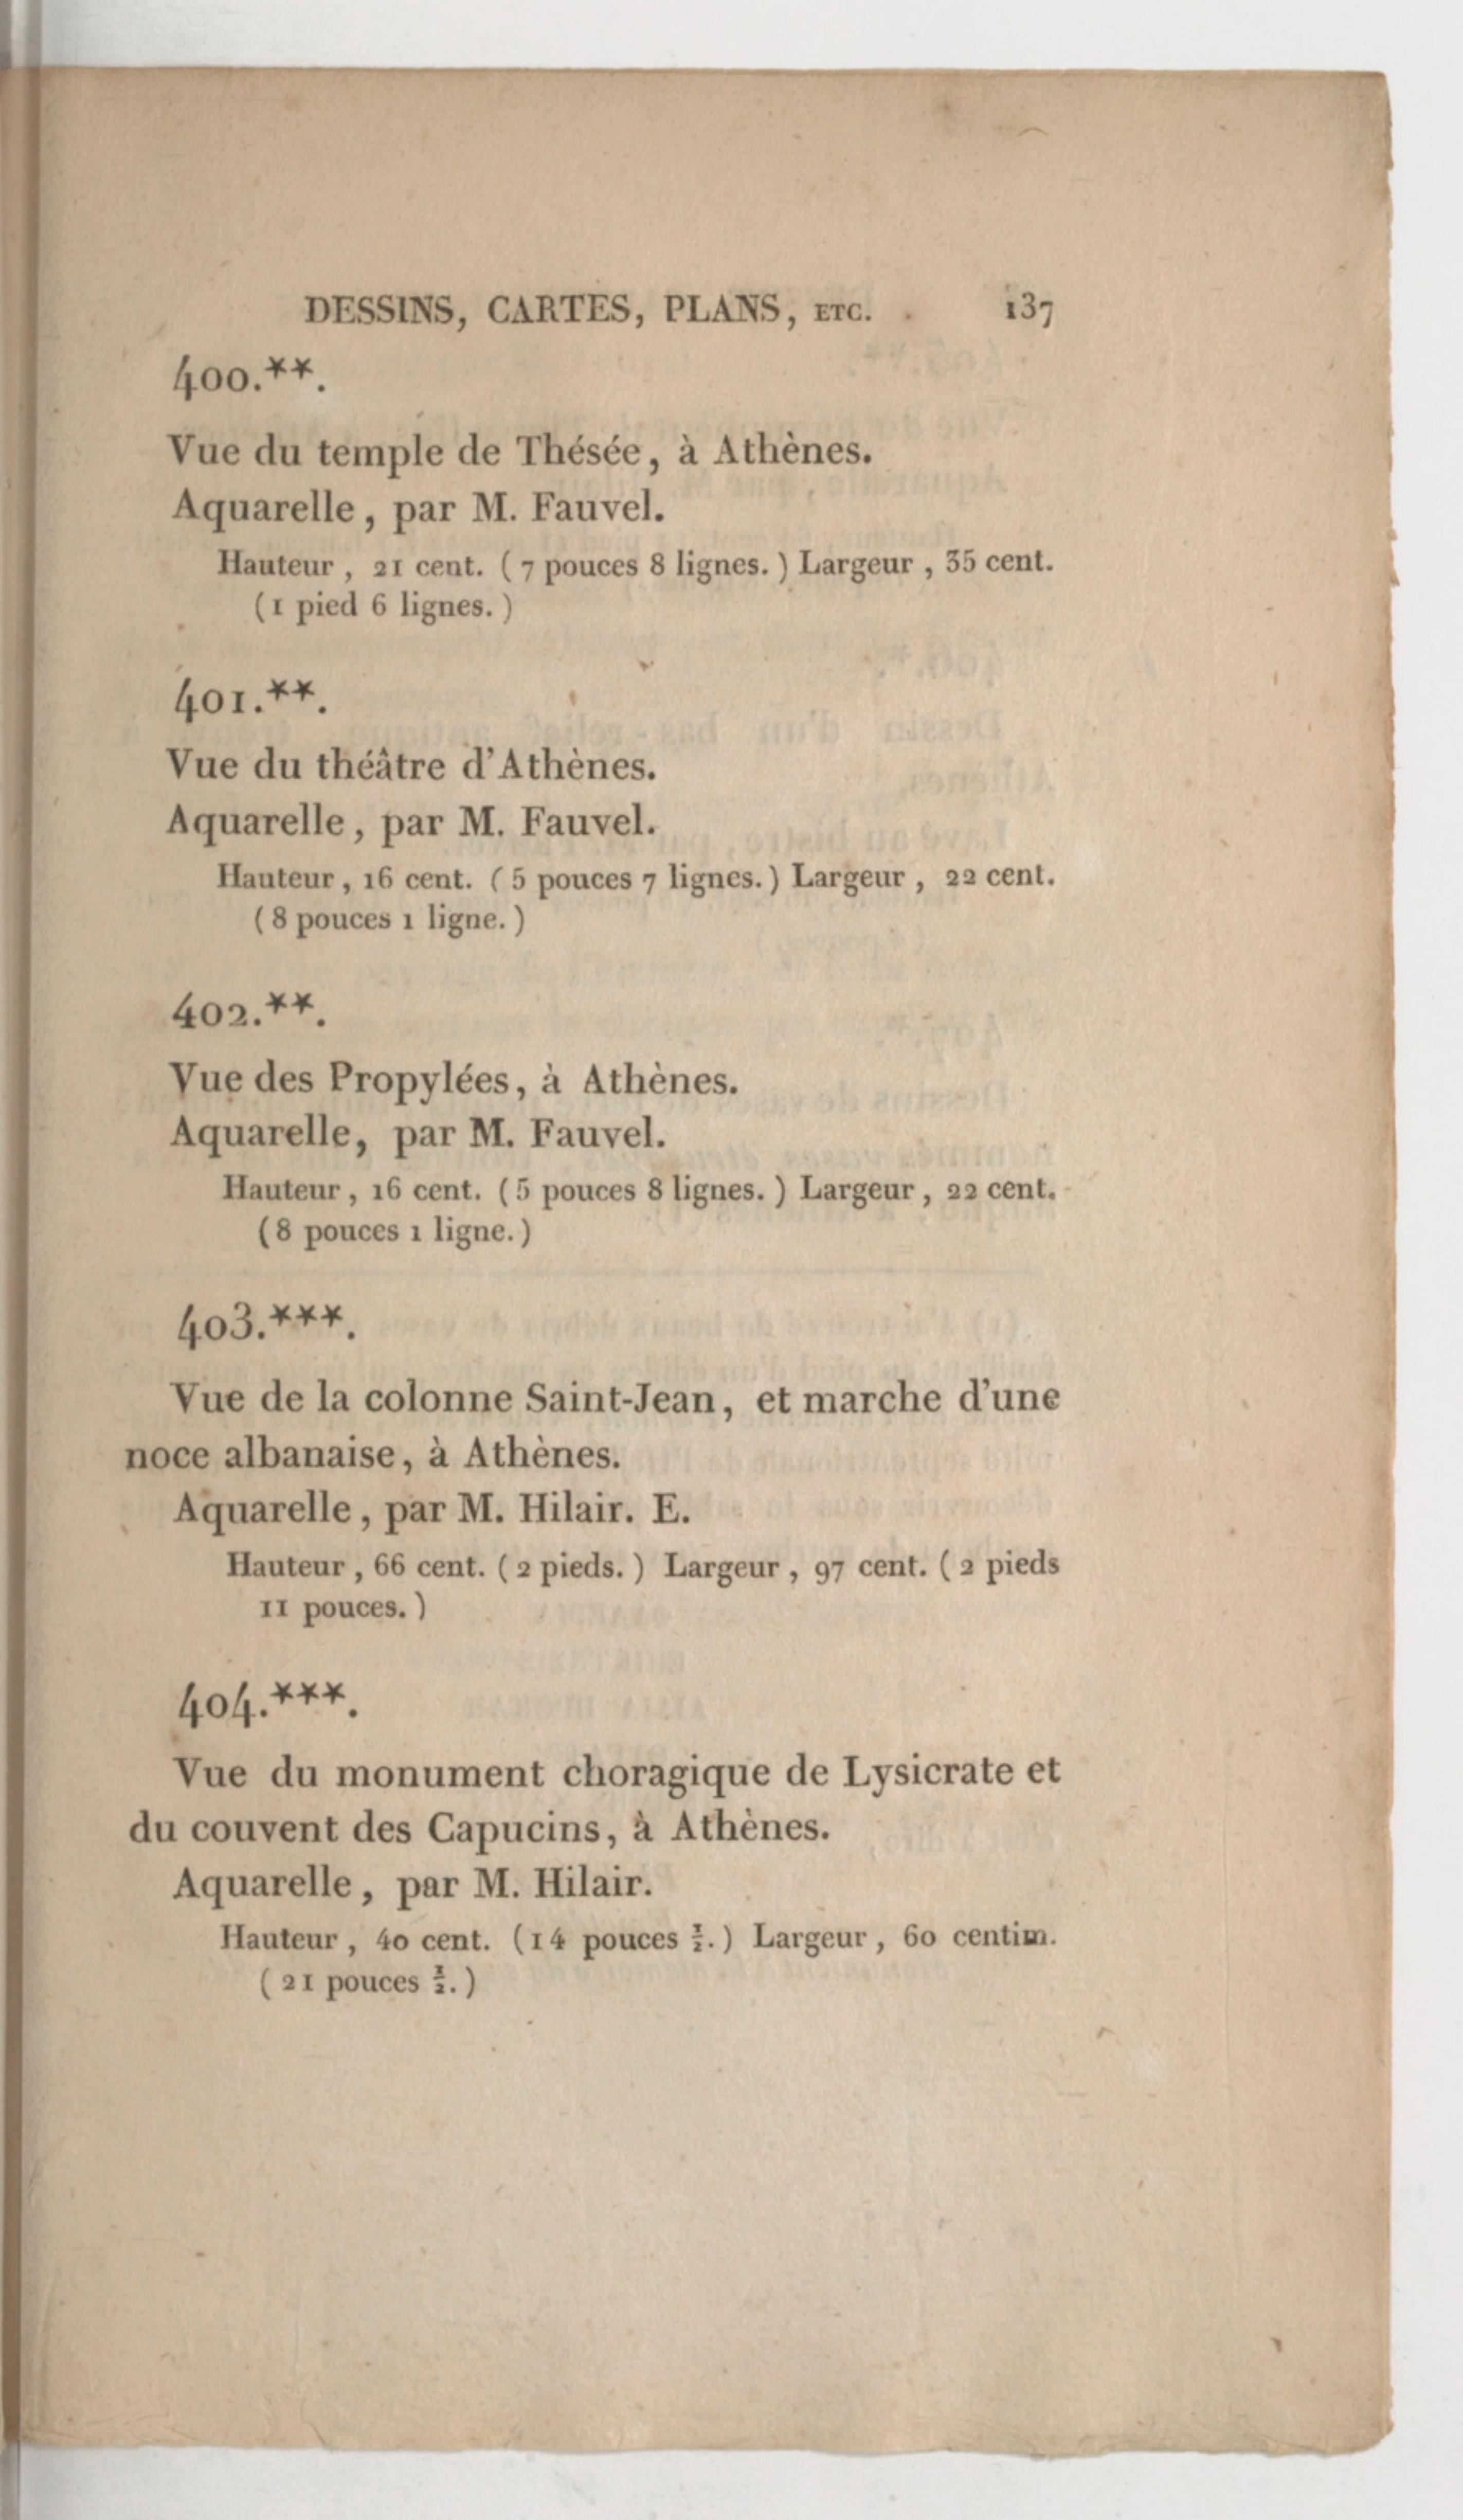 DESSINS, CARTES, PLANS, ETC. 137
400.**.
Vue du temple de Thésée, à Athènes.
Aquarelle, par M. Fauvel.
Hauteur, 21 cent. (7 pouces 8 lignes.) Largeur, 35 cent.
(1 pied 6 lignes.)
401.**.
Vue du théâtre d'Athènes.
Aquarelle, par M. Fauvel.
Hauteur, 16 cent. (5 pouces 7 lignes.) Largeur, 22 cent.
(8 pouces 1 ligne.)
402.**.
Vue des Propylées, à Athènes.
Aquarelle, par M. Fauvel.
Hauteur, 16 cent. (5 pouces 8 lignes.) Largeur, 22 cent.
(8 pouces 1 ligne.)
403.***.
Vue de la colonne Saint-Jean, et marche d'une
noce albanaise, à Athènes.
Aquarelle, par M. Hilair. E.
Hauteur, 66 cent. (2 pieds.) Largeur, 97 cent. (2 pieds
11 pouces.)
404.***.
Vue du monument choragique de Lysicrate et
du couvent des Capucins, à Athènes.
Aquarelle, par M. Hilair.
Hauteur, 40 cent. (14 pouces ½.) Largeur, 60 centim.
(21 pouces ½.)